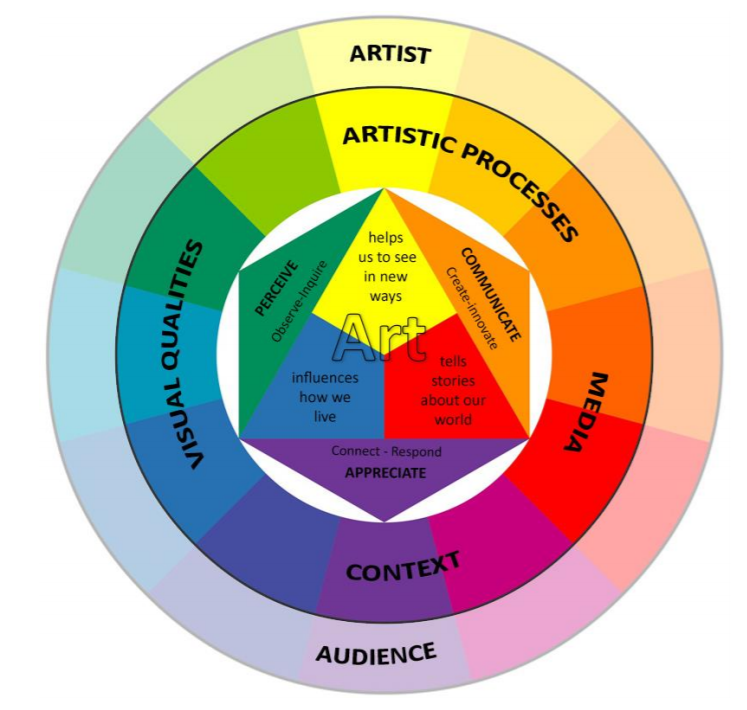 ARTIST
ARTISTIC PROCESSES
VISUAL QUALITIES
MEDIA
CONTEXT
AUDIENCE
PERCEIVE
Observe-Inquire
COMMUNICATE
Create-innovate
helps
us to see
in new
ways
Art
influences
how we
live
tells
stories
about our
world
Connect - Respond
APPRECIATE